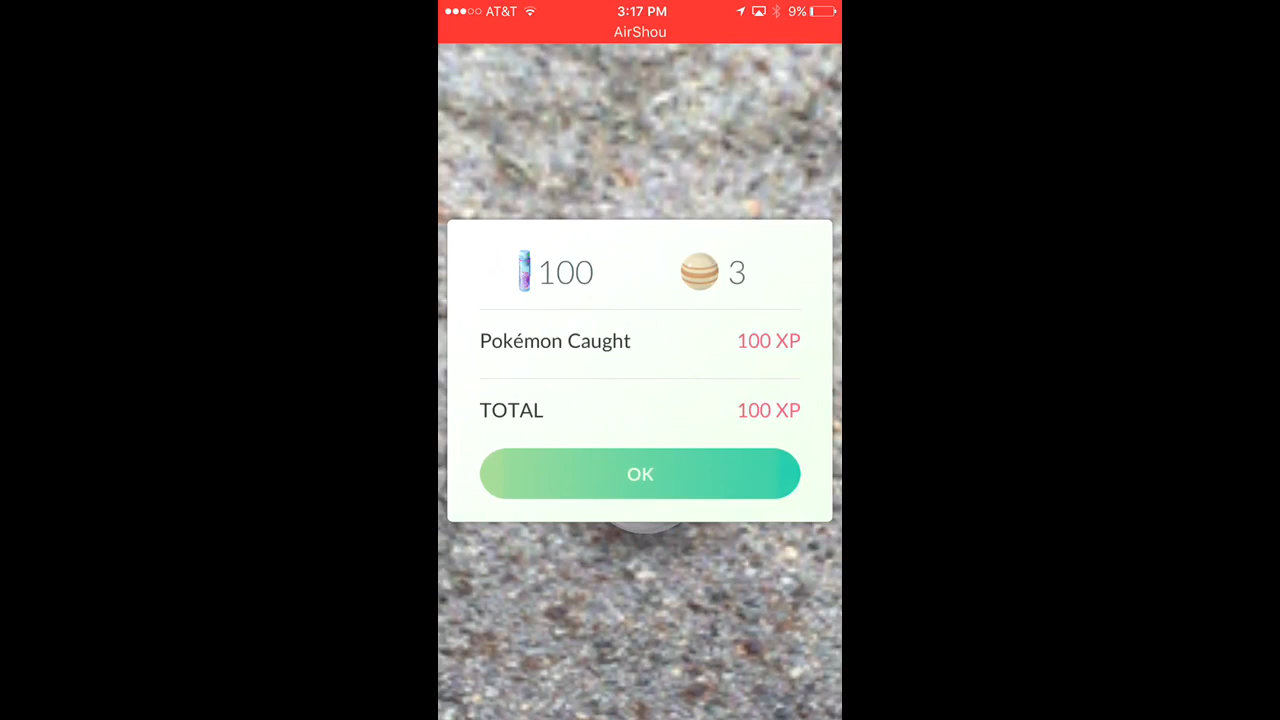 AT&T 3:17 PM 9%
AirShou
100 3
Pokémon Caught 100 XP
TOTAL 100 XP
OK